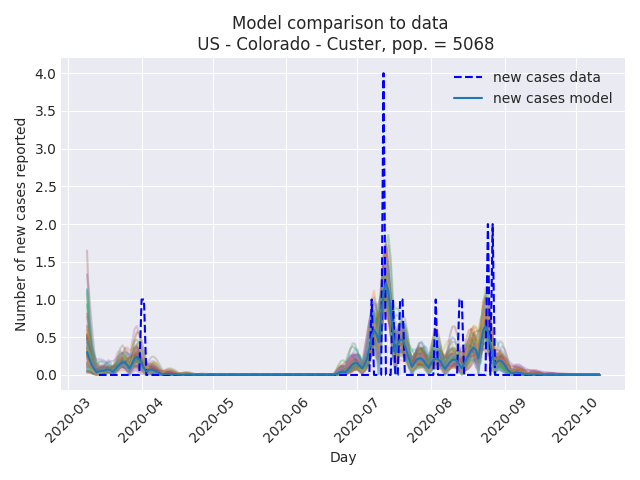 Model comparison to data
US - Colorado - Custer, pop. = 5068
new cases data
new cases model
Number of new cases reported
4.0
3.5
3.0
2.5
2.0
1.5
1.0
0.5
0.0
2020-03
2020-04
2020-05
2020-06
2020-07
2020-08
2020-09
2020-10
Day